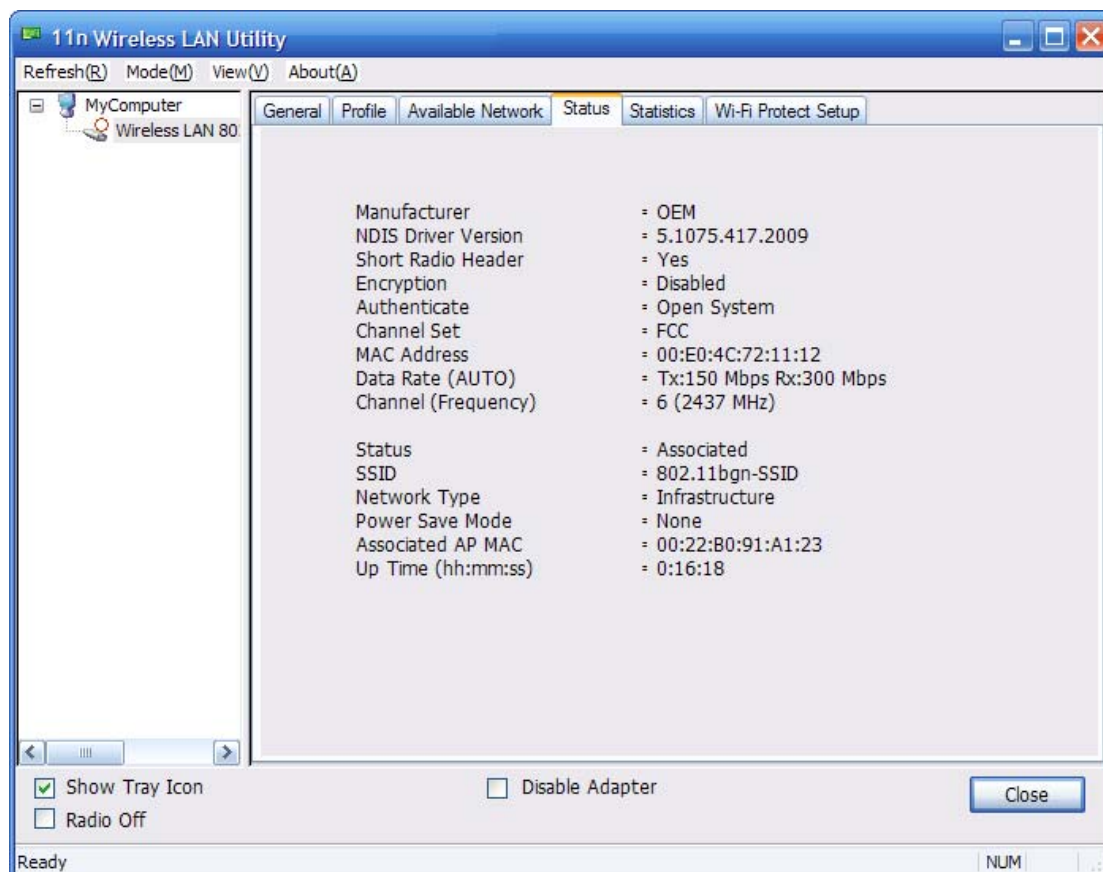 11n Wireless LAN Utility
Refresh(R) Mode(M) View(V) About(A)
MyComputer
Wireless LAN 80
General Profile Available Network Status Statistics Wi-Fi Protect Setup
Manufacturer = OEM
NDIS Driver Version = 5.1075.417.2009
Short Radio Header = Yes
Encryption = Disabled
Authenticate = Open System
Channel Set = FCC
MAC Address = 00:E0:4C:72:11:12
Data Rate (AUTO) = Tx:150 Mbps Rx:300 Mbps
Channel (Frequency) = 6 (2437 MHz)
Status = Associated
SSID = 802.11bgn-SSID
Network Type = Infrastructure
Power Save Mode = None
Associated AP MAC = 00:22:B0:91:A1:23
Up Time (hh:mm:ss) = 0:16:18
Show Tray Icon Disable Adapter Close
Radio Off
Ready NUM